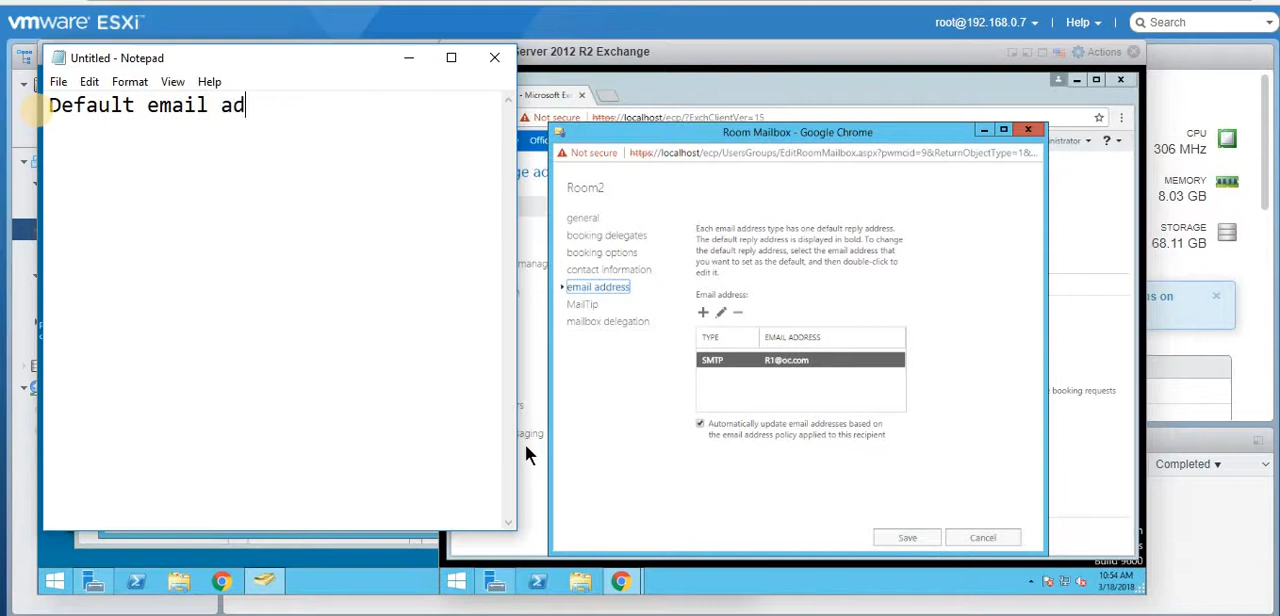 vmware ESXi
root@192.168.0.7
Help
Search
Untitled - Notepad
File Edit Format View Help
Default email ad
Server 2012 R2 Exchange
Actions
- Microsoft Ex
Not secure https://localhost/ecp/?ExchClientVer=15
Room Mailbox - Google Chrome
Not secure https://localhost/ecp/UsersGroups/EditRoomMailbox.aspx?pwmcid=9&ReturnObjectType=1&...
Room2
general
booking delegates
booking options
contact information
email address
MailTip
mailbox delegation
Each email address type has one default reply address.
The default reply address is displayed in bold. To change
the default reply address, select the email address that
you want to set as the default, and then double-click to
edit it.
Email address:
TYPE EMAIL ADDRESS
SMTP R1@oc.com
Automatically update email addresses based on
the email address policy applied to this recipient
Save Cancel
booking requests
CPU
306 MHz
MEMORY
8.03 GB
STORAGE
68.11 GB
Completed
Build 9600
10:54 AM
3/18/2018